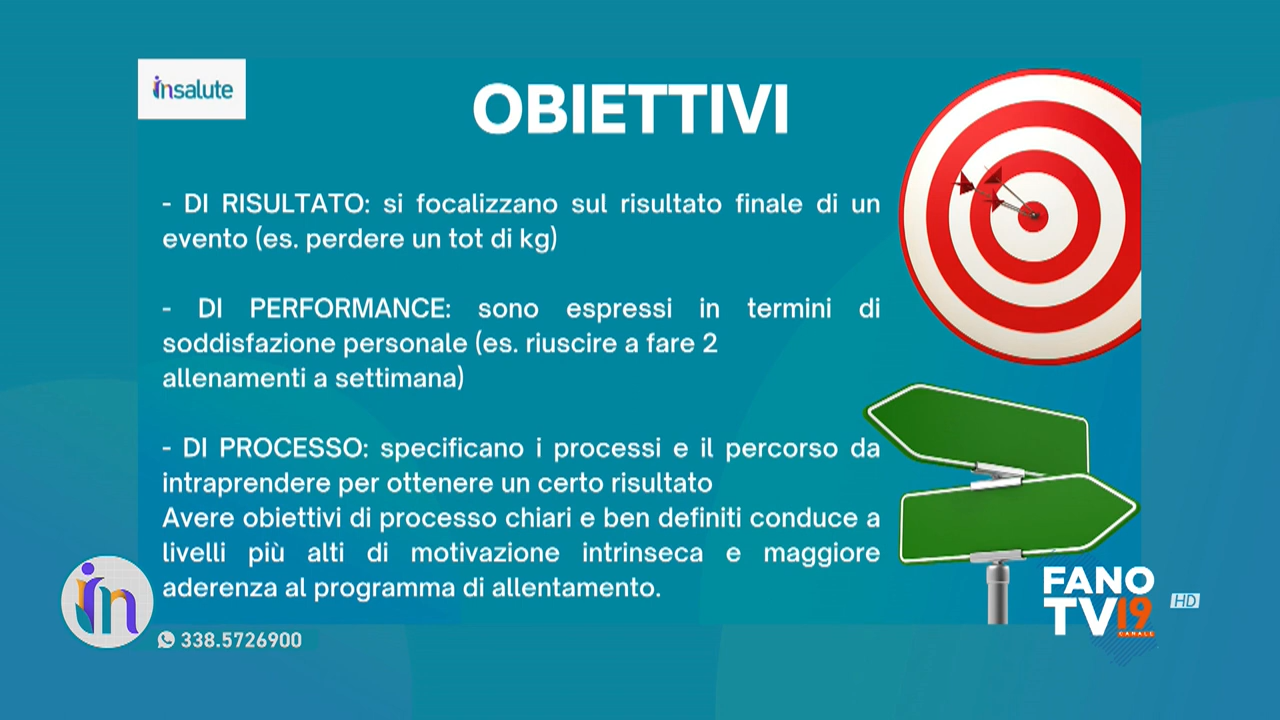 insalute
OBIETTIVI
- DI RISULTATO: si focalizzano sul risultato finale di un
evento (es. perdere un tot di kg)
- DI PERFORMANCE: sono espressi in termini di
soddisfazione personale (es. riuscire a fare 2
allenamenti a settimana)
- DI PROCESSO: specificano i processi e il percorso da
intraprendere per ottenere un certo risultato
Avere obiettivi di processo chiari e ben definiti conduce a
livelli più alti di motivazione intrinseca e maggiore
aderenza al programma di allentamento.
in
338.5726900
FANO
TV19
CANALE
HD